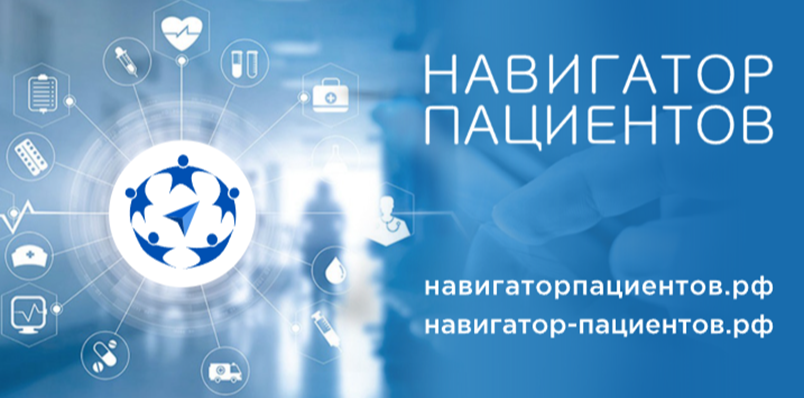 НАВИГАТОР
ПАЦИЕНТОВ
навигаторпациентов.рф
навигатор-пациентов.рф